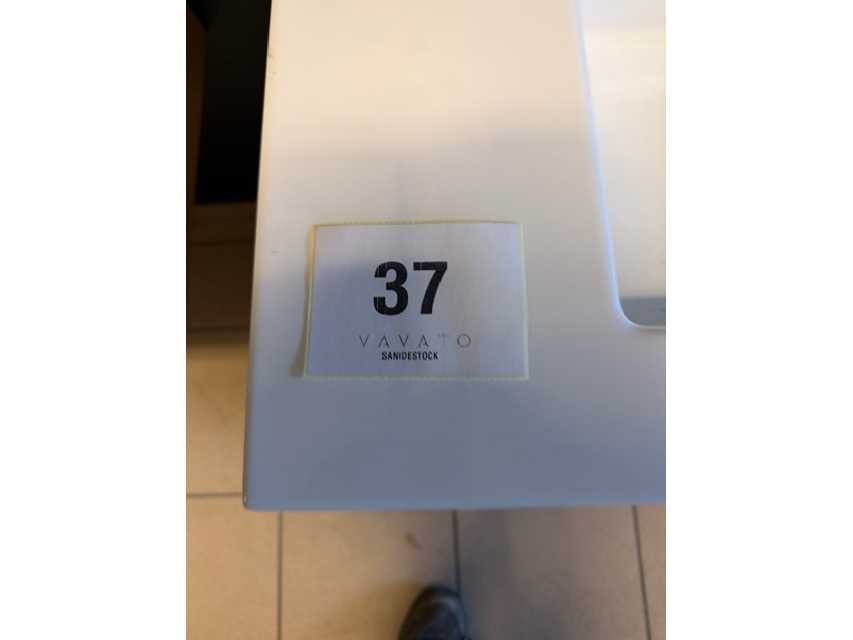 37
VAVATO
SANIDESTOCK